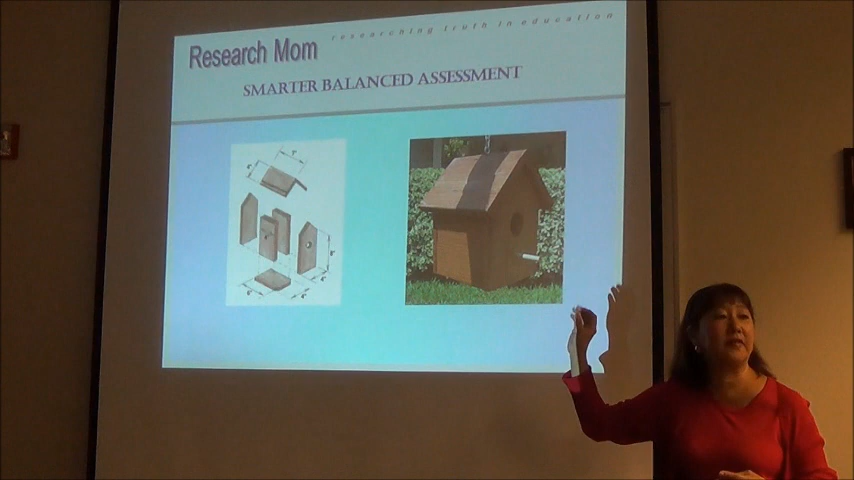 Research Mom
researching truth in education
SMARTER BALANCED ASSESSMENT